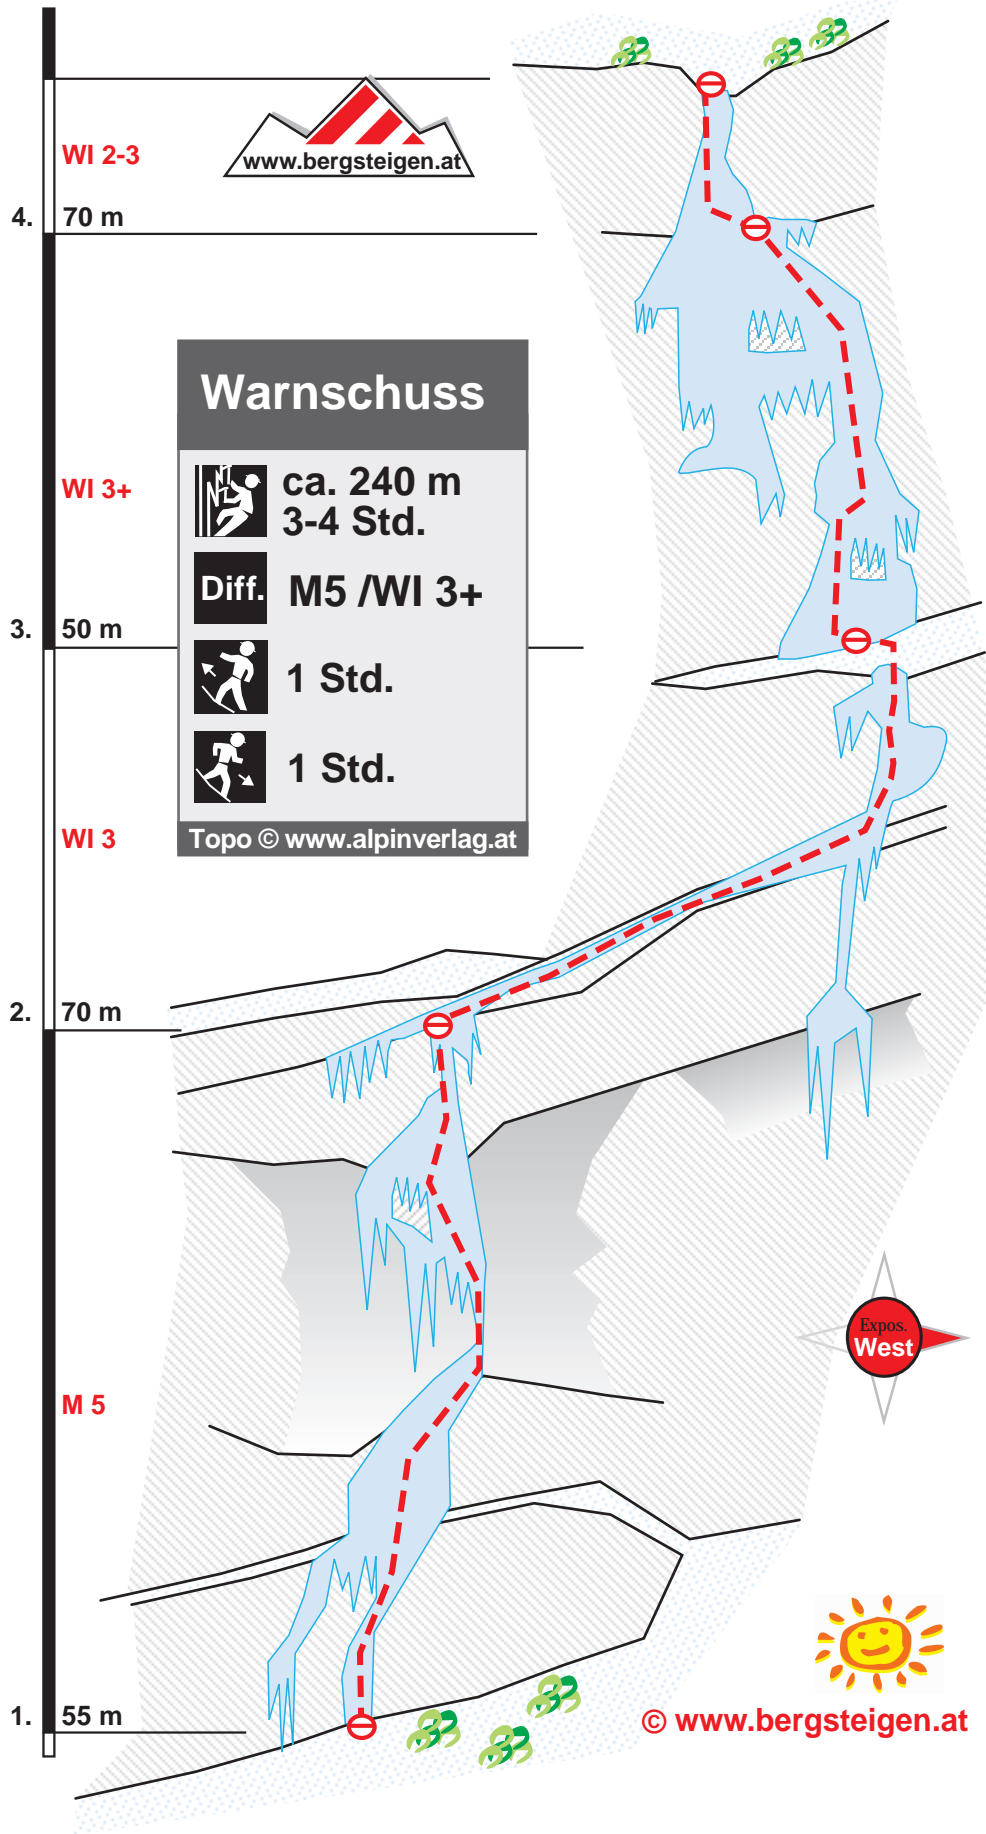 WI 2-3
www.bergsteigen.at
4. 70 m
Warnschuss
ca. 240 m
3-4 Std.
WI 3+
Diff. M5 /WI 3+
3. 50 m
1 Std.
1 Std.
WI 3
Topo © www.alpinverlag.at
2. 70 m
Expos.
West
M 5
1. 55 m
© www.bergsteigen.at